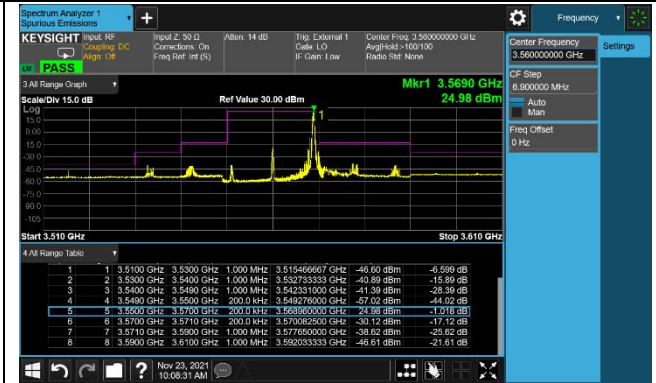 Spectrum Analyzer 1
Spurious Emissions
Frequency
KEYSIGHT
Input: RF
Coupling: DC
Align: Off
Input Z: 50 Ω
Corrections: On
Freq Ref: Int (S)
Atten: 14 dB
Trig: External 1
Gate: LO
IF Gain: Low
Center Freq: 3.560000000 GHz
Avg|Hold:>100/100
Radio Std: None
PASS
Center Frequency
3.560000000 GHz
Settings
CF Step
6.900000 MHz
Auto
Man
Freq Offset
0 Hz
3 All Range Graph
Mkr1 3.5690 GHz
24.98 dBm
Scale/Div 15.0 dB
Ref Value 30.00 dBm
Log
15.0
0.00
-15.0
-30.0
-45.0
-60.0
-75.0
-90.0
-105
1
Start 3.510 GHz
Stop 3.610 GHz
4 All Range Table
1 1 3.5100 GHz 3.5300 GHz 1.000 MHz 3.515466667 GHz -46.60 dBm -6.599 dB
2 2 3.5300 GHz 3.5400 GHz 1.000 MHz 3.532733333 GHz -40.89 dBm -15.89 dB
3 3 3.5400 GHz 3.5490 GHz 1.000 MHz 3.542331000 GHz -41.39 dBm -28.39 dB
4 4 3.5490 GHz 3.5500 GHz 200.0 kHz 3.549276000 GHz -57.02 dBm -44.02 dB
5 5 3.5500 GHz 3.5700 GHz 200.0 kHz 3.568960000 GHz 24.98 dBm -1.018 dB
6 6 3.5700 GHz 3.5710 GHz 200.0 kHz 3.570082500 GHz -30.12 dBm -17.12 dB
7 7 3.5710 GHz 3.5900 GHz 1.000 MHz 3.577650000 GHz -38.62 dBm -25.62 dB
8 8 3.5900 GHz 3.6100 GHz 1.000 MHz 3.592033333 GHz -46.61 dBm -21.61 dB
Nov 23, 2021
10:08:31 AM